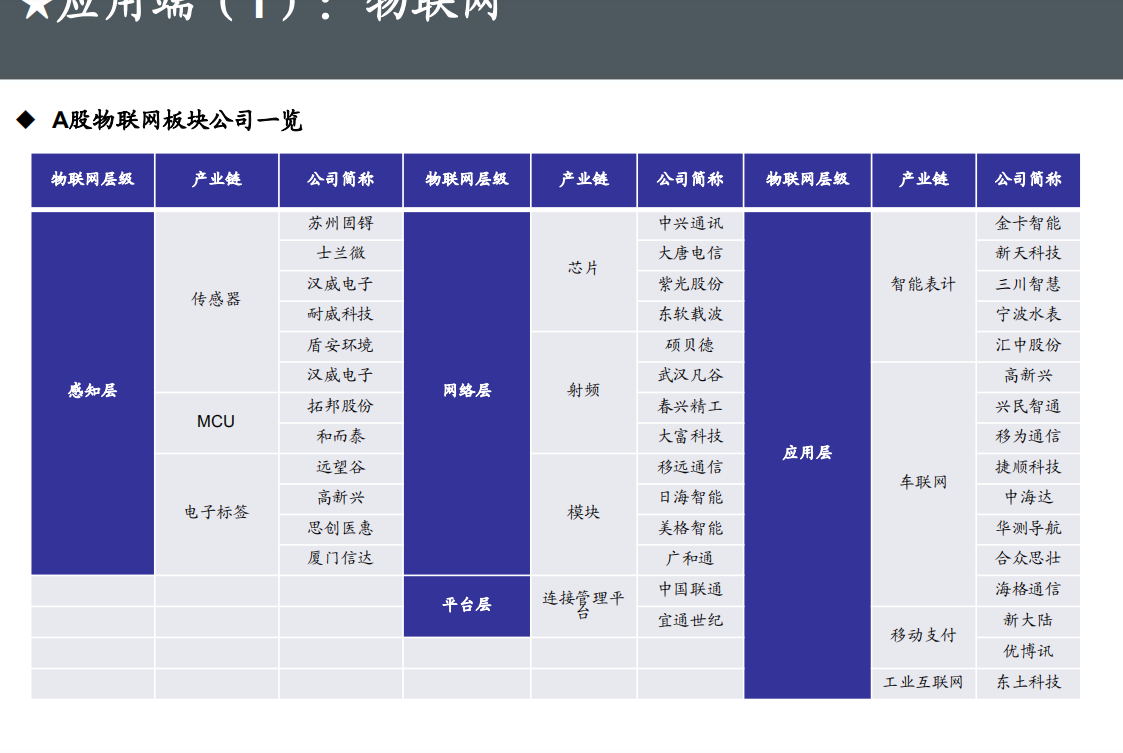 ★应用端（1）：物联网
◆ A股物联网板块公司一览
物联网层级 产业链 公司简称 物联网层级 产业链 公司简称 物联网层级 产业链 公司简称
苏州固锝 中兴通讯 金卡智能
士兰微 大唐电信 新天科技
芯片
汉威电子 紫光股份 智能表计 三川智慧
传感器
耐威科技 东软载波 宁波水表
盾安环境 硕贝德 汇中股份
汉威电子 武汉凡谷 高新兴
感知层 网络层 射频
拓邦股份 春兴精工 兴民智通
MCU
和而泰 大富科技 移为通信
应用层
远望谷 移远通信 捷顺科技
车联网
高新兴 日海智能 中海达
电子标签 模块
思创医惠 美格智能 华测导航
厦门信达 广和通 合众思壮
中国联通 海格通信
平台层 连接管理平
台
宜通世纪 新大陆
移动支付
优博讯
工业互联网 东土科技